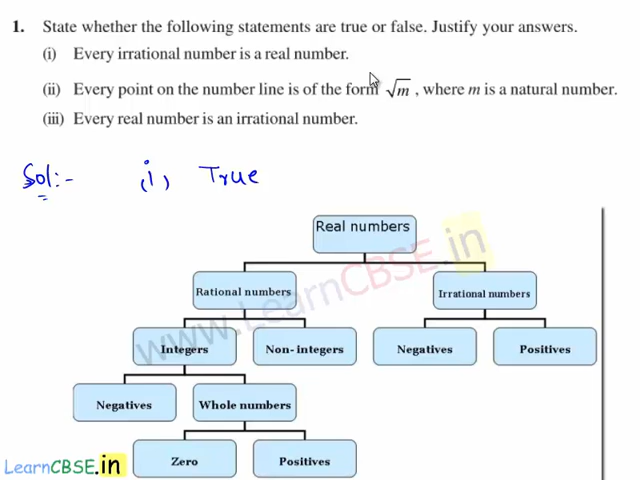 1. State whether the following statements are true or false. Justify your answers.
(i) Every irrational number is a real number.
(ii) Every point on the number line is of the form √m , where m is a natural number.
(iii) Every real number is an irrational number.
Sol:- (i) True
Real numbers
Rational numbers Irrational numbers
Integers Non-integers Negatives Positives
Negatives Whole numbers
Zero Positives
www.LearnCBSE.in
LearnCBSE.in